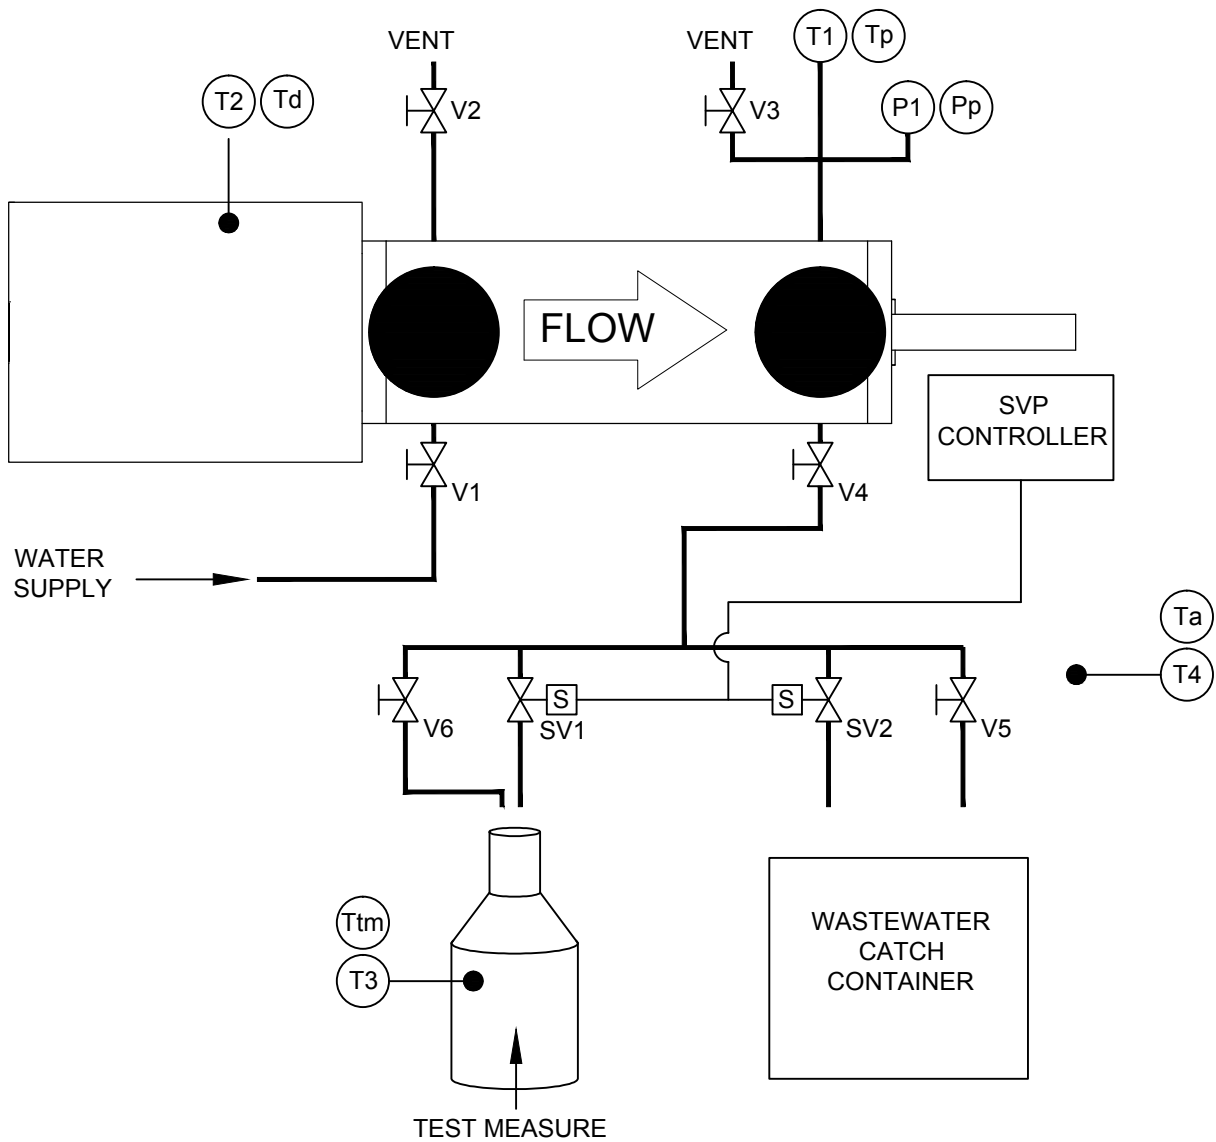 VENT
VENT
T1
Tp
T2
Td
V2
V3
P1
Pp
FLOW
SVP
CONTROLLER
V1
V4
WATER
SUPPLY
Ta
T4
S
S
V6
SV1
SV2
V5
Ttm
T3
WASTEWATER
CATCH
CONTAINER
TEST MEASURE